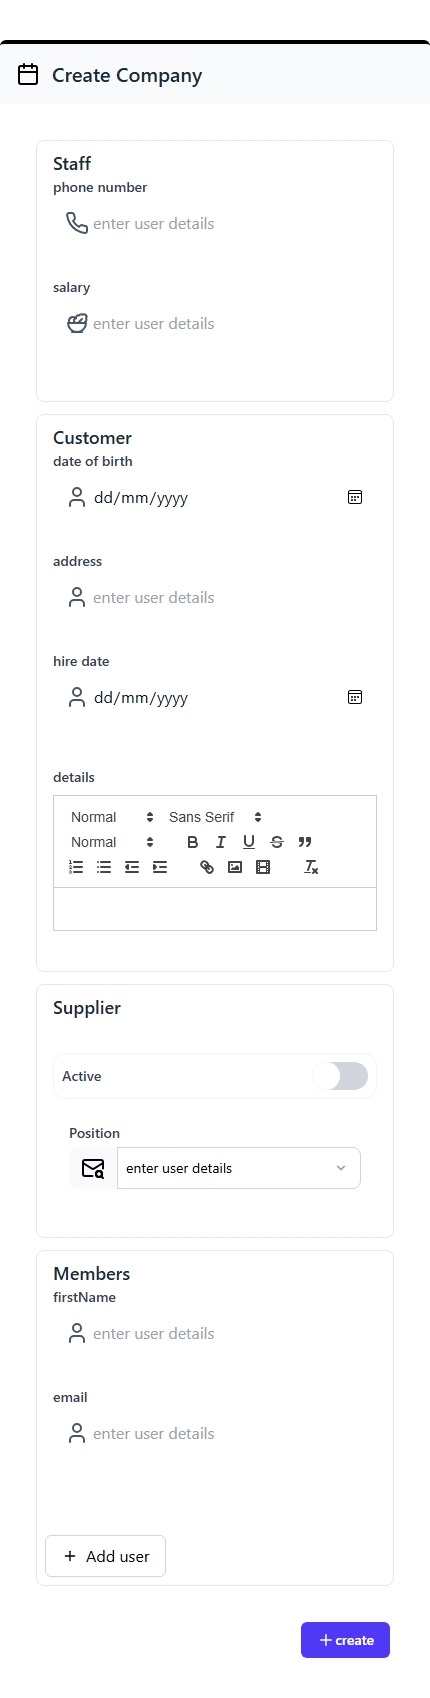 Create Company
Staff
phone number
enter user details
salary
enter user details
Customer
date of birth
dd/mm/yyyy
address
enter user details
hire date
dd/mm/yyyy
details
Normal Sans Serif
Normal B I U S
Supplier
Active
Position
enter user details
Members
firstName
enter user details
email
enter user details
+ Add user
+ create